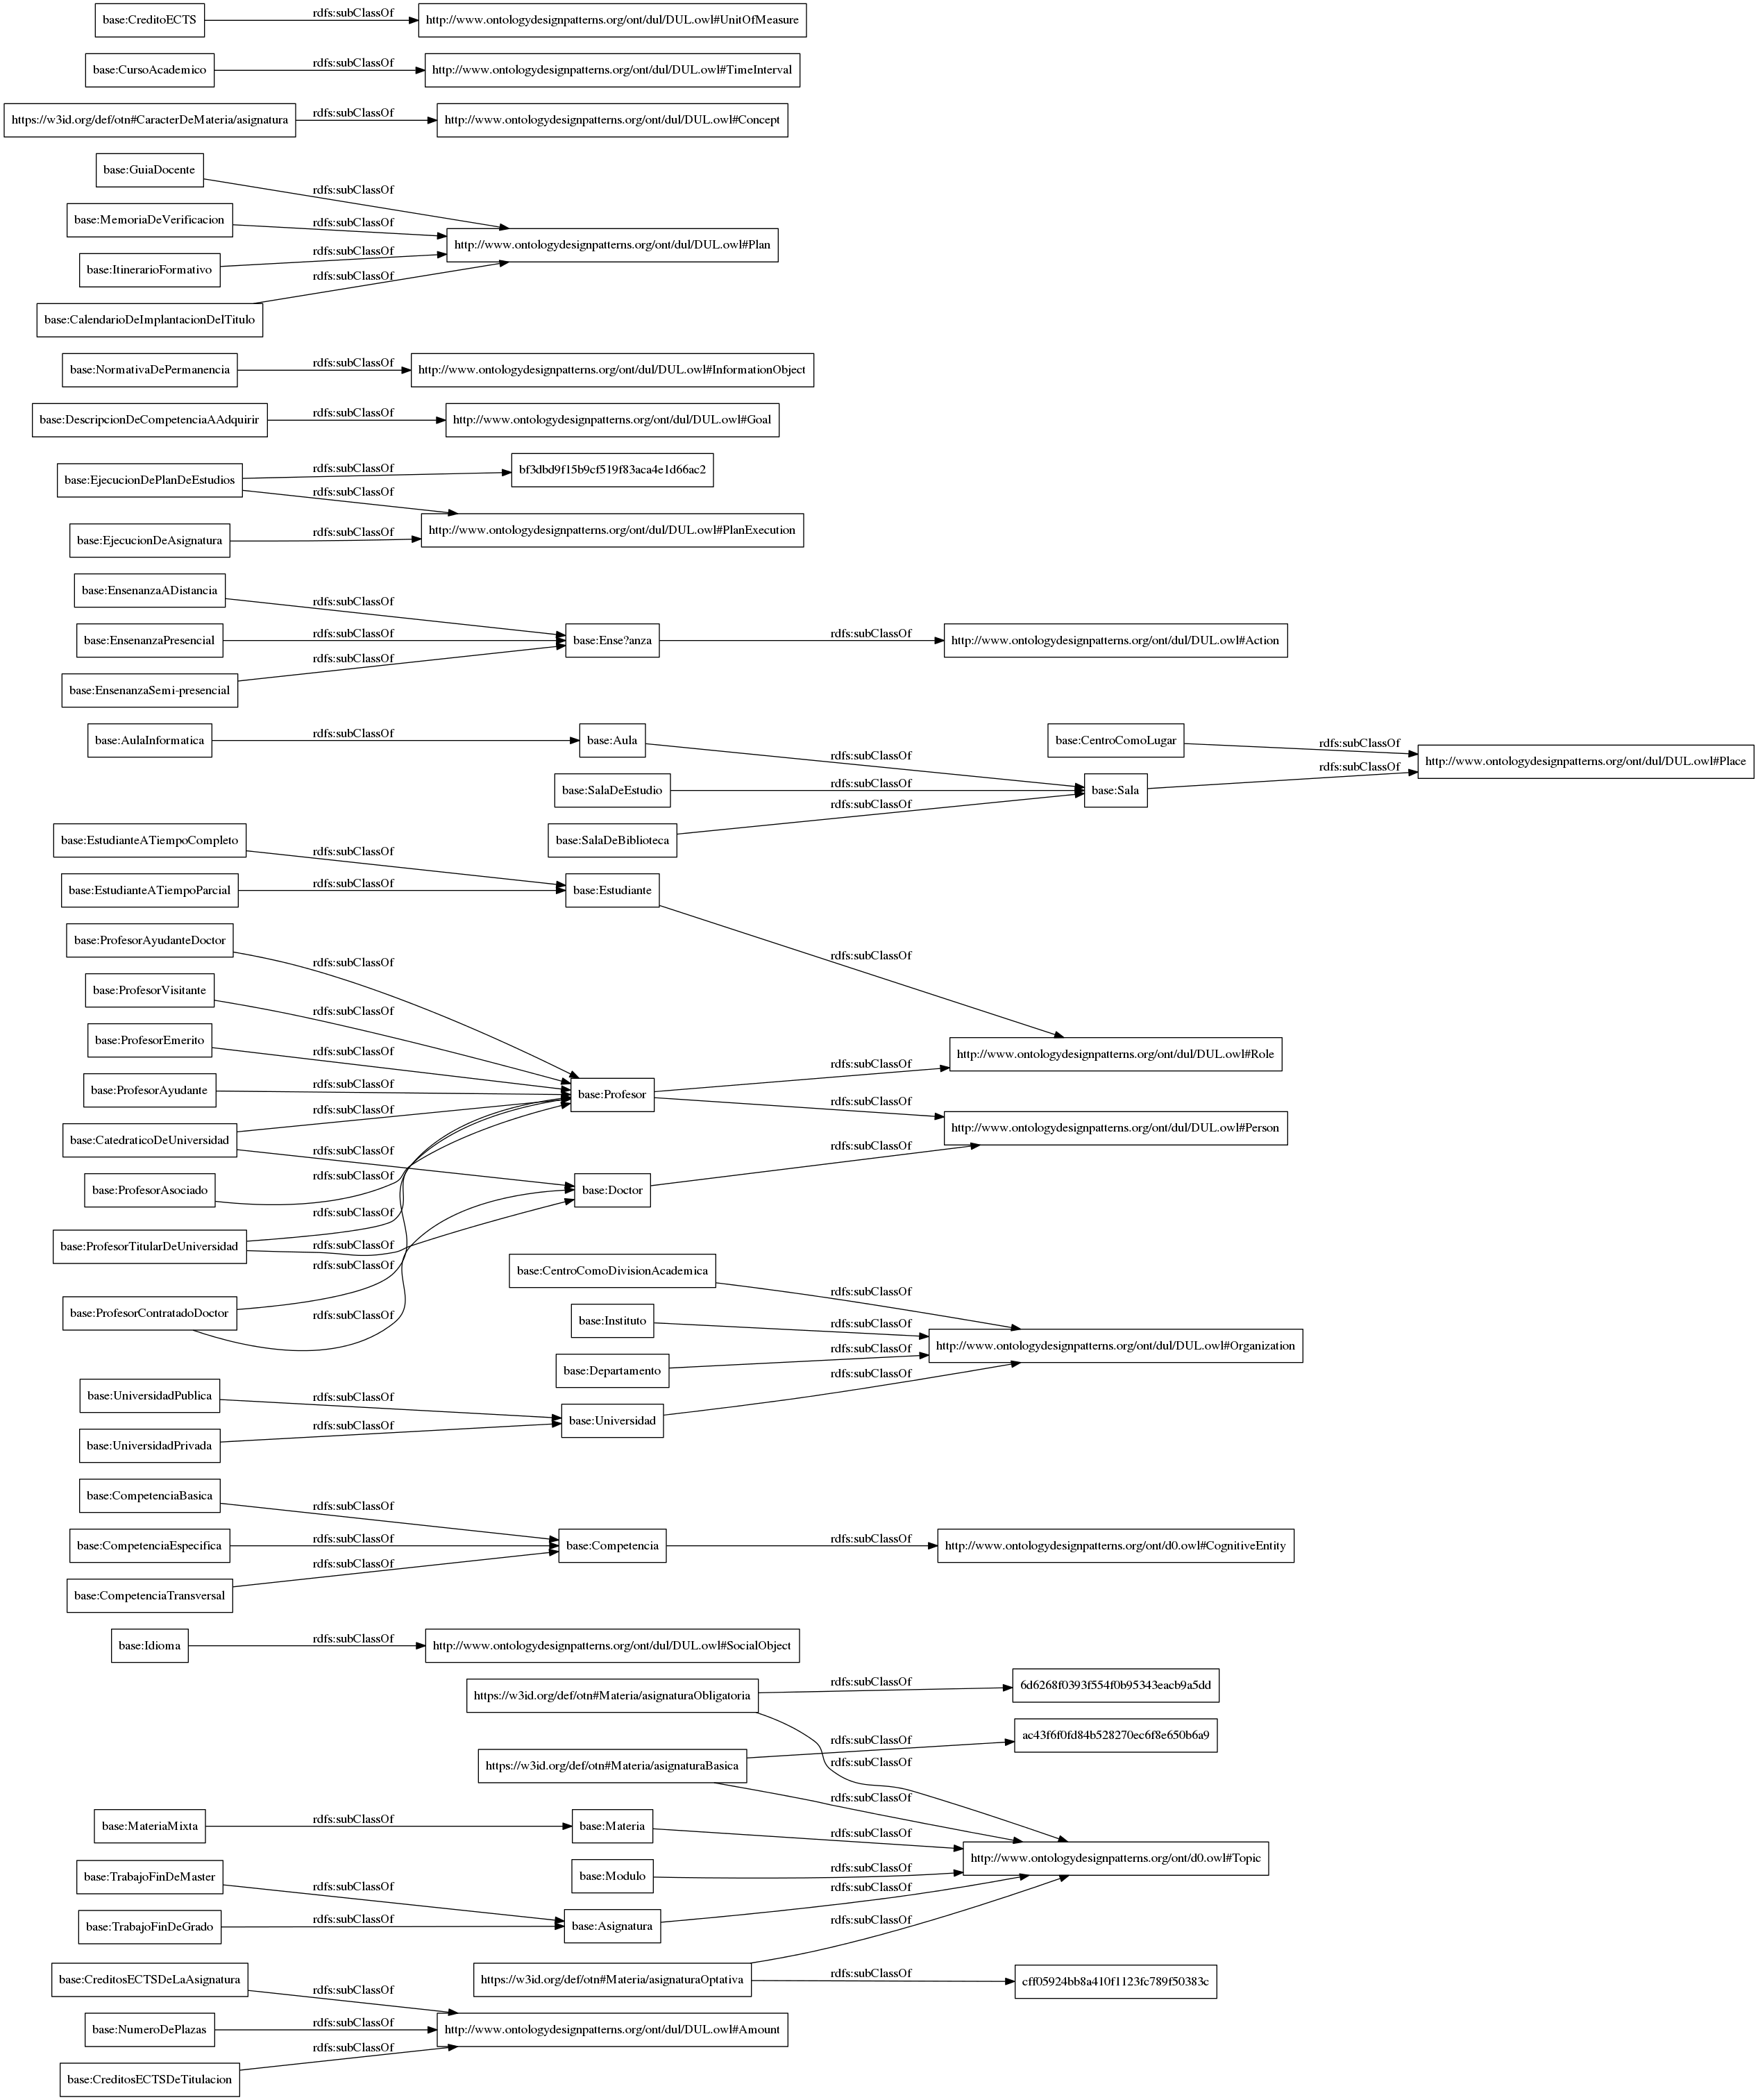 base:CreditoECTS
rdfs:subClassOf
http://www.ontologydesignpatterns.org/ont/dul/DUL.owl#UnitOfMeasure
base:CursoAcademico
rdfs:subClassOf
http://www.ontologydesignpatterns.org/ont/dul/DUL.owl#TimeInterval
https://w3id.org/def/otn#CaracterDeMateria/asignatura
rdfs:subClassOf
http://www.ontologydesignpatterns.org/ont/dul/DUL.owl#Concept
base:GuiaDocente
rdfs:subClassOf
base:MemoriaDeVerificacion
rdfs:subClassOf
http://www.ontologydesignpatterns.org/ont/dul/DUL.owl#Plan
base:ItinerarioFormativo
rdfs:subClassOf
base:CalendarioDeImplantacionDelTitulo
rdfs:subClassOf
base:NormativaDePermanencia
rdfs:subClassOf
http://www.ontologydesignpatterns.org/ont/dul/DUL.owl#InformationObject
base:DescripcionDeCompetenciaAAdquirir
rdfs:subClassOf
http://www.ontologydesignpatterns.org/ont/dul/DUL.owl#Goal
base:EjecucionDePlanDeEstudios
rdfs:subClassOf
bf3dbd9f15b9cf519f83aca4e1d66ac2
rdfs:subClassOf
http://www.ontologydesignpatterns.org/ont/dul/DUL.owl#PlanExecution
base:EjecucionDeAsignatura
rdfs:subClassOf
base:EnsenanzaADistancia
rdfs:subClassOf
base:EnsenanzaPresencial
rdfs:subClassOf
base:Ense?anza
rdfs:subClassOf
http://www.ontologydesignpatterns.org/ont/dul/DUL.owl#Action
base:EnsenanzaSemi-presencial
rdfs:subClassOf
base:AulaInformatica
rdfs:subClassOf
base:Aula
rdfs:subClassOf
base:CentroComoLugar
rdfs:subClassOf
http://www.ontologydesignpatterns.org/ont/dul/DUL.owl#Place
base:SalaDeEstudio
rdfs:subClassOf
base:Sala
rdfs:subClassOf
base:SalaDeBiblioteca
rdfs:subClassOf
base:EstudianteATiempoCompleto
rdfs:subClassOf
base:EstudianteATiempoParcial
rdfs:subClassOf
base:Estudiante
rdfs:subClassOf
base:ProfesorAyudanteDoctor
rdfs:subClassOf
base:ProfesorVisitante
rdfs:subClassOf
base:ProfesorEmerito
rdfs:subClassOf
http://www.ontologydesignpatterns.org/ont/dul/DUL.owl#Role
base:ProfesorAyudante
rdfs:subClassOf
base:Profesor
rdfs:subClassOf
rdfs:subClassOf
http://www.ontologydesignpatterns.org/ont/dul/DUL.owl#Person
base:CatedraticoDeUniversidad
rdfs:subClassOf
rdfs:subClassOf
base:ProfesorAsociado
rdfs:subClassOf
base:Doctor
rdfs:subClassOf
base:ProfesorTitularDeUniversidad
rdfs:subClassOf
rdfs:subClassOf
base:ProfesorContratadoDoctor
rdfs:subClassOf
rdfs:subClassOf
base:CentroComoDivisionAcademica
rdfs:subClassOf
base:Instituto
rdfs:subClassOf
http://www.ontologydesignpatterns.org/ont/dul/DUL.owl#Organization
base:Departamento
rdfs:subClassOf
base:UniversidadPublica
rdfs:subClassOf
base:Universidad
rdfs:subClassOf
base:UniversidadPrivada
rdfs:subClassOf
base:CompetenciaBasica
rdfs:subClassOf
base:CompetenciaEspecifica
rdfs:subClassOf
base:Competencia
rdfs:subClassOf
http://www.ontologydesignpatterns.org/ont/d0.owl#CognitiveEntity
base:CompetenciaTransversal
rdfs:subClassOf
base:Idioma
rdfs:subClassOf
http://www.ontologydesignpatterns.org/ont/dul/DUL.owl#SocialObject
https://w3id.org/def/otn#Materia/asignaturaObligatoria
rdfs:subClassOf
6d6268f0393f554f0b95343eacb9a5dd
rdfs:subClassOf
https://w3id.org/def/otn#Materia/asignaturaBasica
rdfs:subClassOf
ac43f6f0fd84b528270ec6f8e650b6a9
rdfs:subClassOf
base:MateriaMixta
rdfs:subClassOf
base:Materia
rdfs:subClassOf
http://www.ontologydesignpatterns.org/ont/d0.owl#Topic
base:Modulo
rdfs:subClassOf
base:TrabajoFinDeMaster
rdfs:subClassOf
base:TrabajoFinDeGrado
rdfs:subClassOf
base:Asignatura
rdfs:subClassOf
https://w3id.org/def/otn#Materia/asignaturaOptativa
rdfs:subClassOf
rdfs:subClassOf
cff05924bb8a410f1123fc789f50383c
base:CreditosECTSDeLaAsignatura
rdfs:subClassOf
base:NumeroDePlazas
rdfs:subClassOf
http://www.ontologydesignpatterns.org/ont/dul/DUL.owl#Amount
base:CreditosECTSDeTitulacion
rdfs:subClassOf